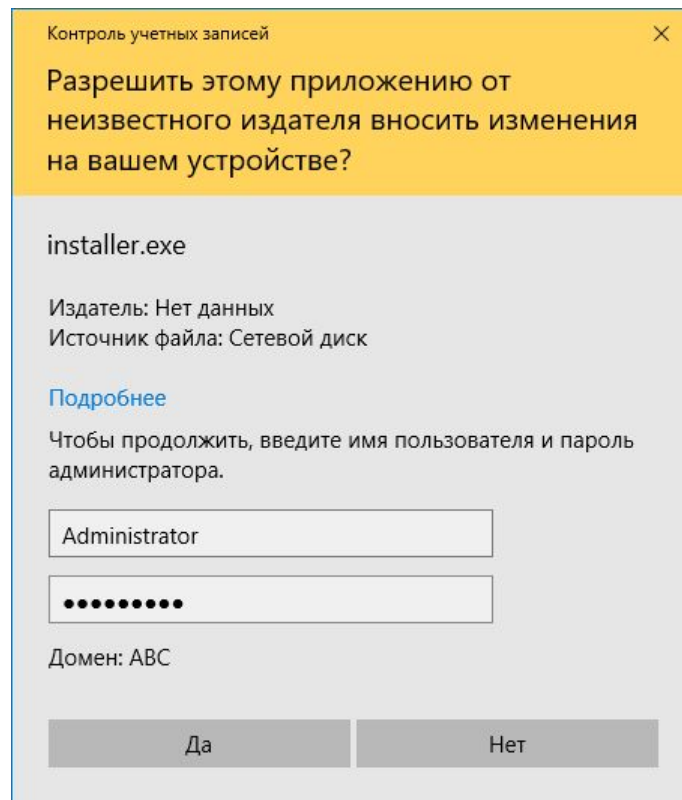 Контроль учетных записей
Разрешить этому приложению от
неизвестного издателя вносить изменения
на вашем устройстве?
installer.exe
Издатель: Нет данных
Источник файла: Сетевой диск
Подробнее
Чтобы продолжить, введите имя пользователя и пароль
администратора.
Administrator
•••••••••
Домен: ABC
Да
Нет